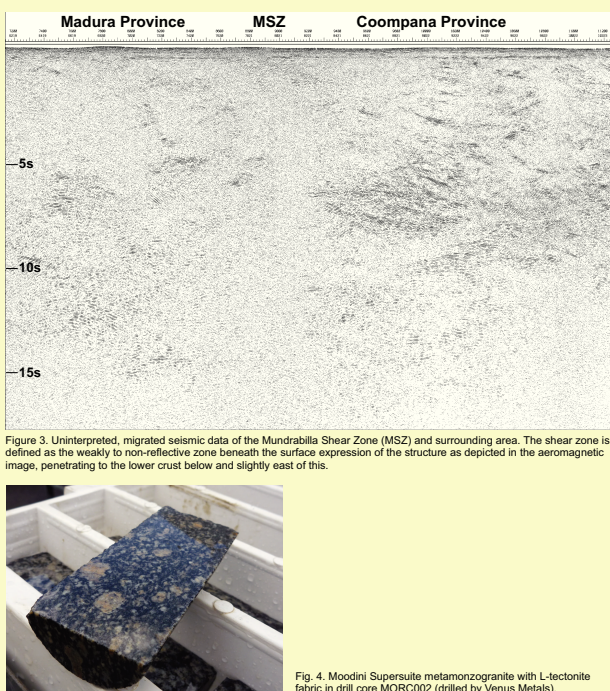 Madura Province MSZ Coompana Province
5s
10s
15s
Figure 3. Uninterpreted, migrated seismic data of the Mundrabilla Shear Zone (MSZ) and surrounding area. The shear zone is
defined as the weakly to non-reflective zone beneath the surface expression of the structure as depicted in the aeromagnetic
image, penetrating to the lower crust below and slightly east of this.
Fig. 4. Moodini Supersuite metamonzogranite with L-tectonite
fabric in drill core MORC002 (drilled by Venus Metals)